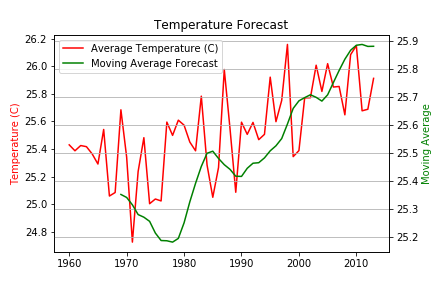 Temperature Forecast
Average Temperature (C)
Moving Average Forecast
Temperature (C)
26.2
26.0
25.8
25.6
25.4
25.2
25.0
24.8
Moving Average
25.9
25.8
25.7
25.6
25.5
25.4
25.3
25.2
1960 1970 1980 1990 2000 2010